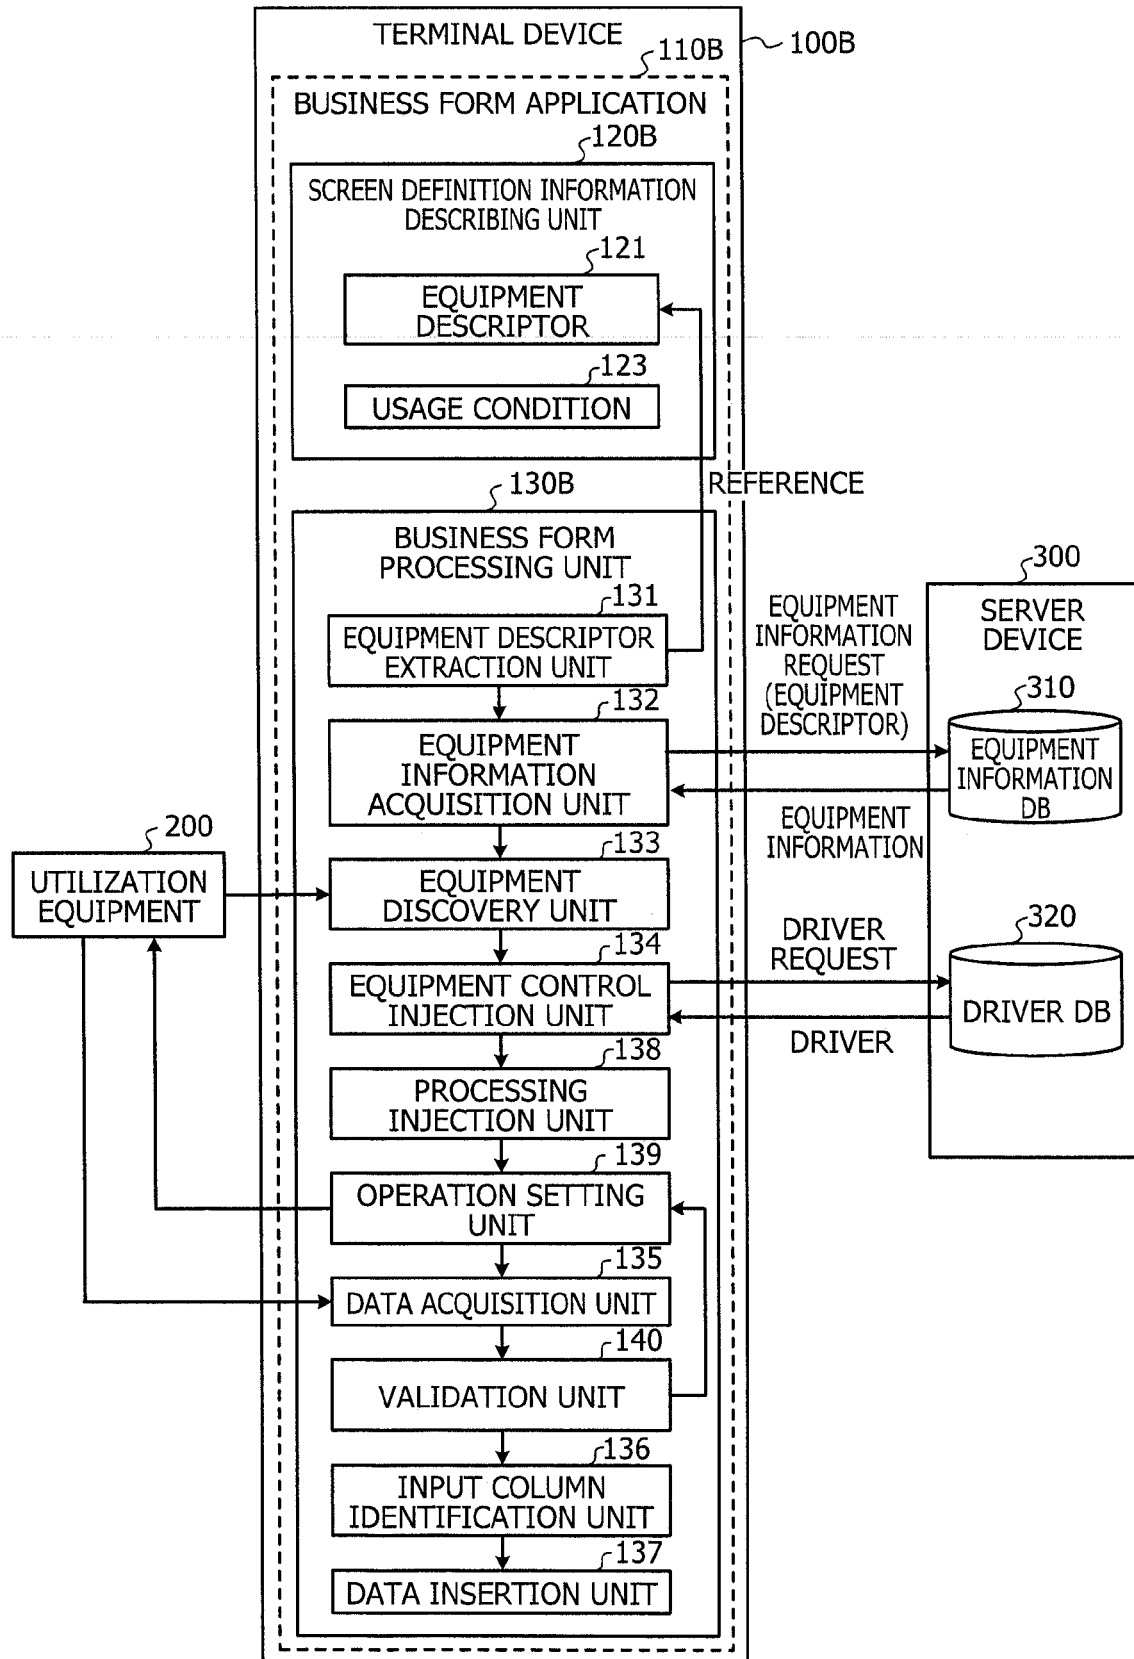 TERMINAL DEVICE
100B
110B
BUSINESS FORM APPLICATION
120B
SCREEN DEFINITION INFORMATION
DESCRIBING UNIT
121
EQUIPMENT
DESCRIPTOR
123
USAGE CONDITION
REFERENCE
130B
BUSINESS FORM
PROCESSING UNIT
131
EQUIPMENT DESCRIPTOR
EXTRACTION UNIT
132
EQUIPMENT
INFORMATION
ACQUISITION UNIT
EQUIPMENT
INFORMATION
REQUEST
(EQUIPMENT
DESCRIPTOR)
300
SERVER
DEVICE
310
EQUIPMENT
INFORMATION
DB
EQUIPMENT
INFORMATION
200
UTILIZATION
EQUIPMENT
133
EQUIPMENT
DISCOVERY UNIT
134
EQUIPMENT CONTROL
INJECTION UNIT
DRIVER
REQUEST
320
DRIVER DB
DRIVER
138
PROCESSING
INJECTION UNIT
139
OPERATION SETTING
UNIT
135
DATA ACQUISITION UNIT
140
VALIDATION UNIT
136
INPUT COLUMN
IDENTIFICATION UNIT
137
DATA INSERTION UNIT